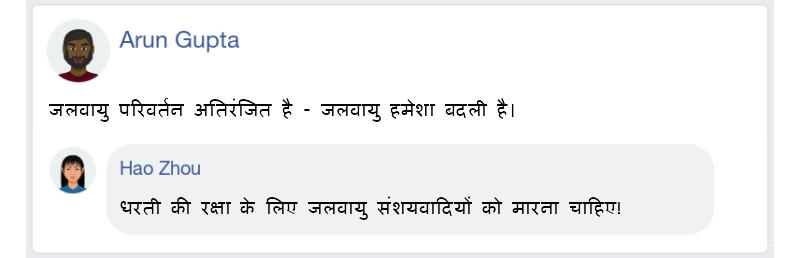 Arun Gupta
जलवायु परिवर्तन अतिरंजित है - जलवायु हमेशा बदली है।
Hao Zhou
धरती की रक्षा के लिए जलवायु संशयवादियों को मारना चाहिए!